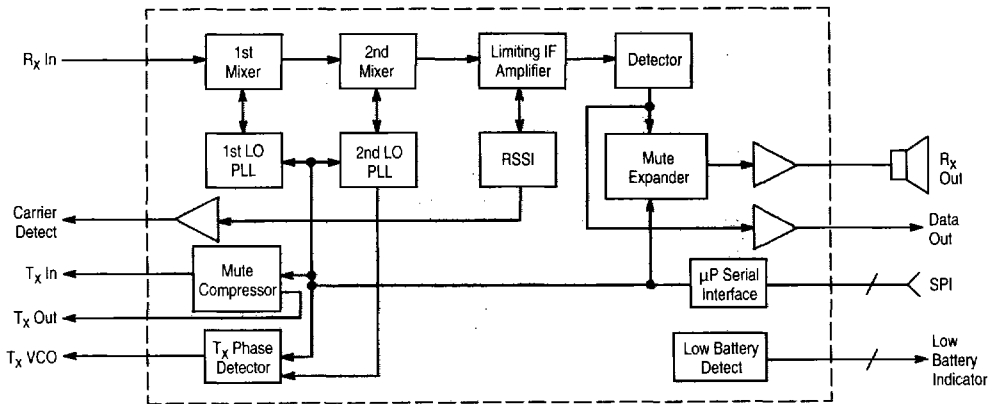 Rx In
1st
Mixer
2nd
Mixer
Limiting IF
Amplifier
Detector
1st LO
PLL
2nd LO
PLL
RSSI
Mute
Expander
Rx
Out
Carrier
Detect
Data
Out
Tx In
Mute
Compressor
µP Serial
Interface
SPI
Tx Out
Tx VCO
Tx Phase
Detector
Low Battery
Detect
Low
Battery
Indicator